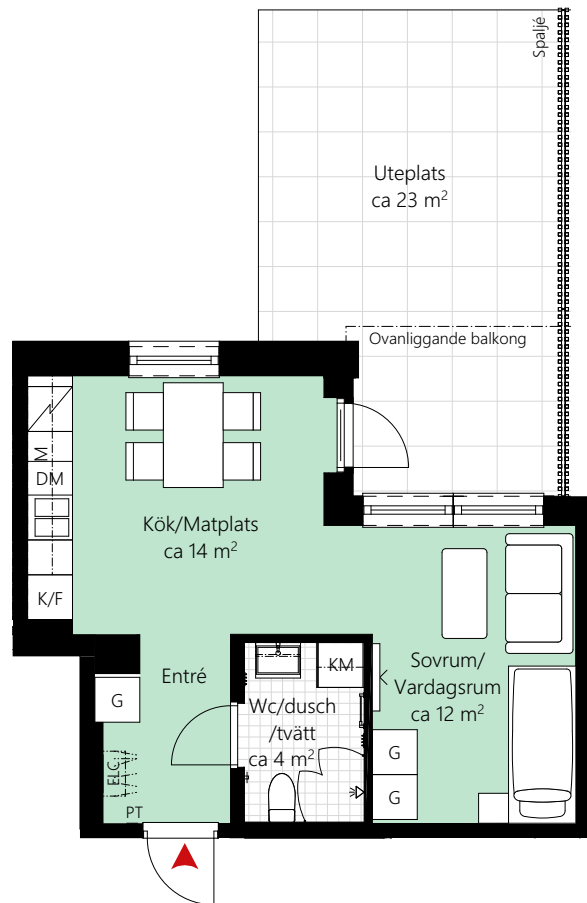 Spaljé
Uteplats
ca 23 m²
Ovanliggande balkong
M
DM
Kök/Matplats
ca 14 m²
K/F
Entré
G
KM
Wc/dusch
/tvätt
ca 4 m²
Sovrum/
Vardagsrum
ca 12 m²
G
G
ELC
PT